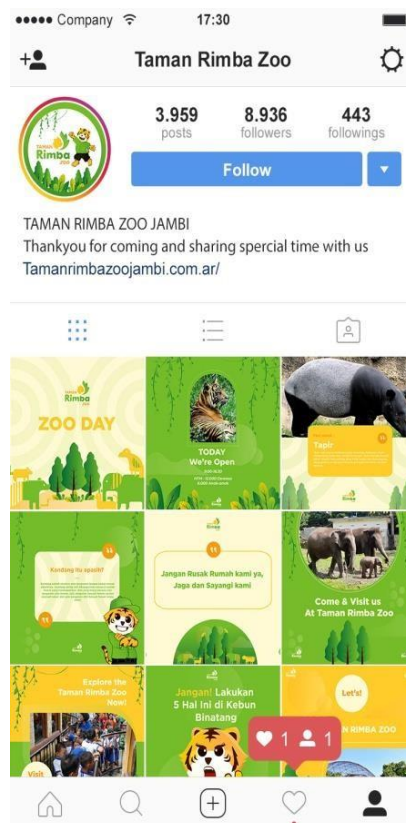 Company
17:30
Taman Rimba Zoo
3.959
8.936
443
posts
followers
followings
TAMAN
Rimba
ZOO
Follow
TAMAN RIMBA ZOO JAMBI
Thankyou for coming and sharing spercial time with us
Tamanrimbazoojambi.com.ar/
Rimba
ZOO DAY
TODAY
We're Open
Tapir
Kandang itu apasih?
Jangan Rusak Rumah kami ya,
Jaga dan Sayangi kami
Come & Visit us
At Taman Rimba Zoo
Explore the
Taman Rimba Zoo
Now!
Visit
Jangan! Lakukan
5 Hal Ini di Kebun
Binatang
Let's!
N RIMBA ZOO
1
1